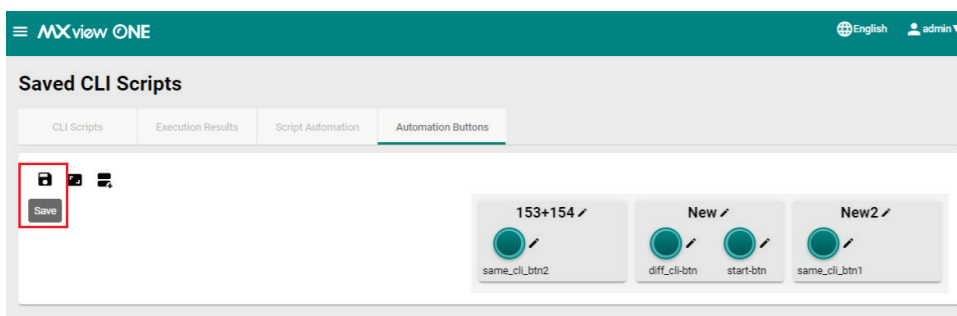 MXview ONE
English
admin
Saved CLI Scripts
CLI Scripts
Execution Results
Script Automation
Automation Buttons
Save
153+154
New
New2
same_cli_btn2
diff_cli-btn
start-btn
same_cli_btn1